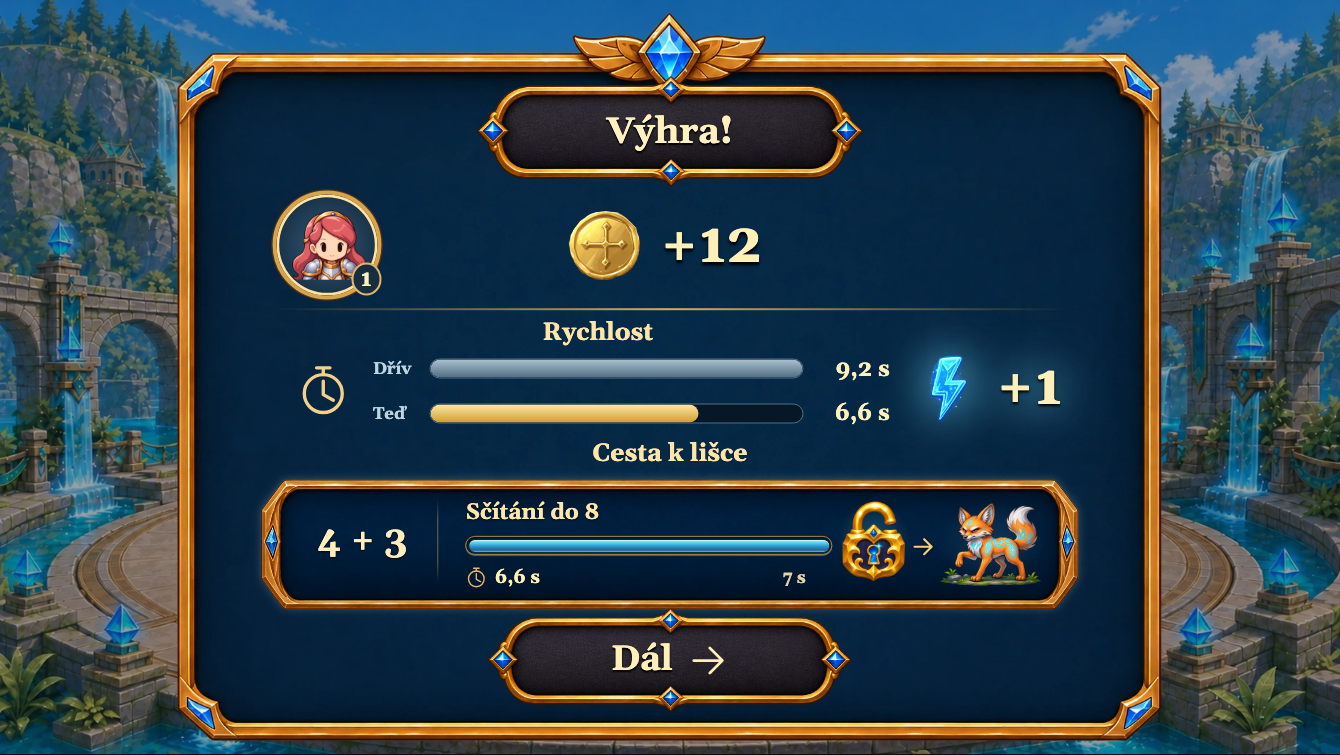 Výhra!
1
+12
Rychlost
Dřív 9,2 s
Teď 6,6 s
+1
Cesta k lišce
4 + 3
Sčítání do 8
6,6 s 7 s
→
Dál →